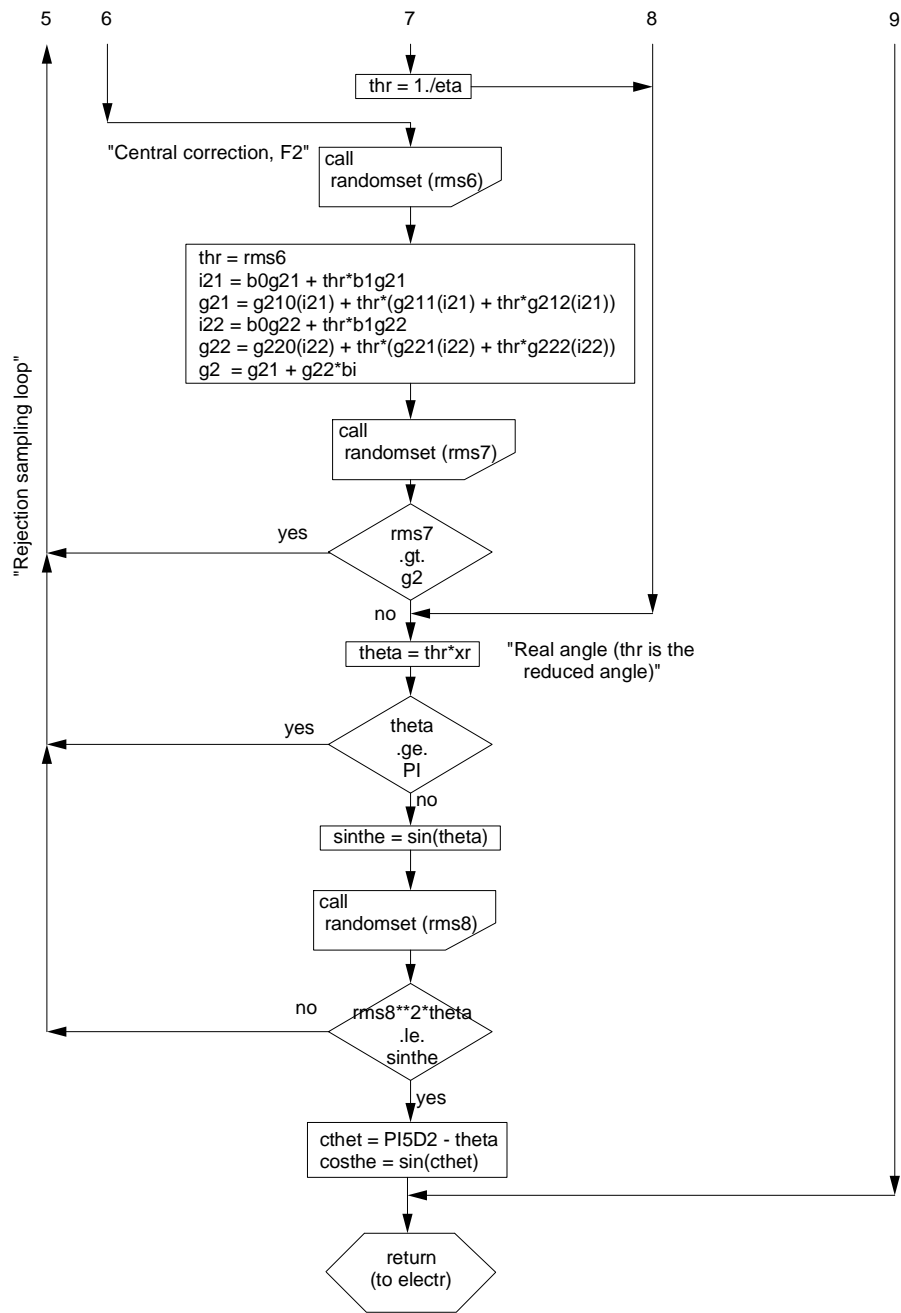 5 6 7 8 9
thr = 1./eta
"Central correction, F2"
call
randomset (rms6)
thr = rms6
i21 = b0g21 + thr*b1g21
g21 = g210(i21) + thr*(g211(i21) + thr*g212(i21))
i22 = b0g22 + thr*b1g22
g22 = g220(i22) + thr*(g221(i22) + thr*g222(i22))
g2 = g21 + g22*bi
"Rejection sampling loop"
call
randomset (rms7)
yes
rms7
.gt.
g2
no
theta = thr*xr
"Real angle (thr is the
reduced angle)"
yes
theta
.ge.
PI
no
sinthe = sin(theta)
call
randomset (rms8)
no
rms8**2*theta
.le.
sinthe
yes
cthet = PI5D2 - theta
costhe = sin(cthet)
return
(to electr)